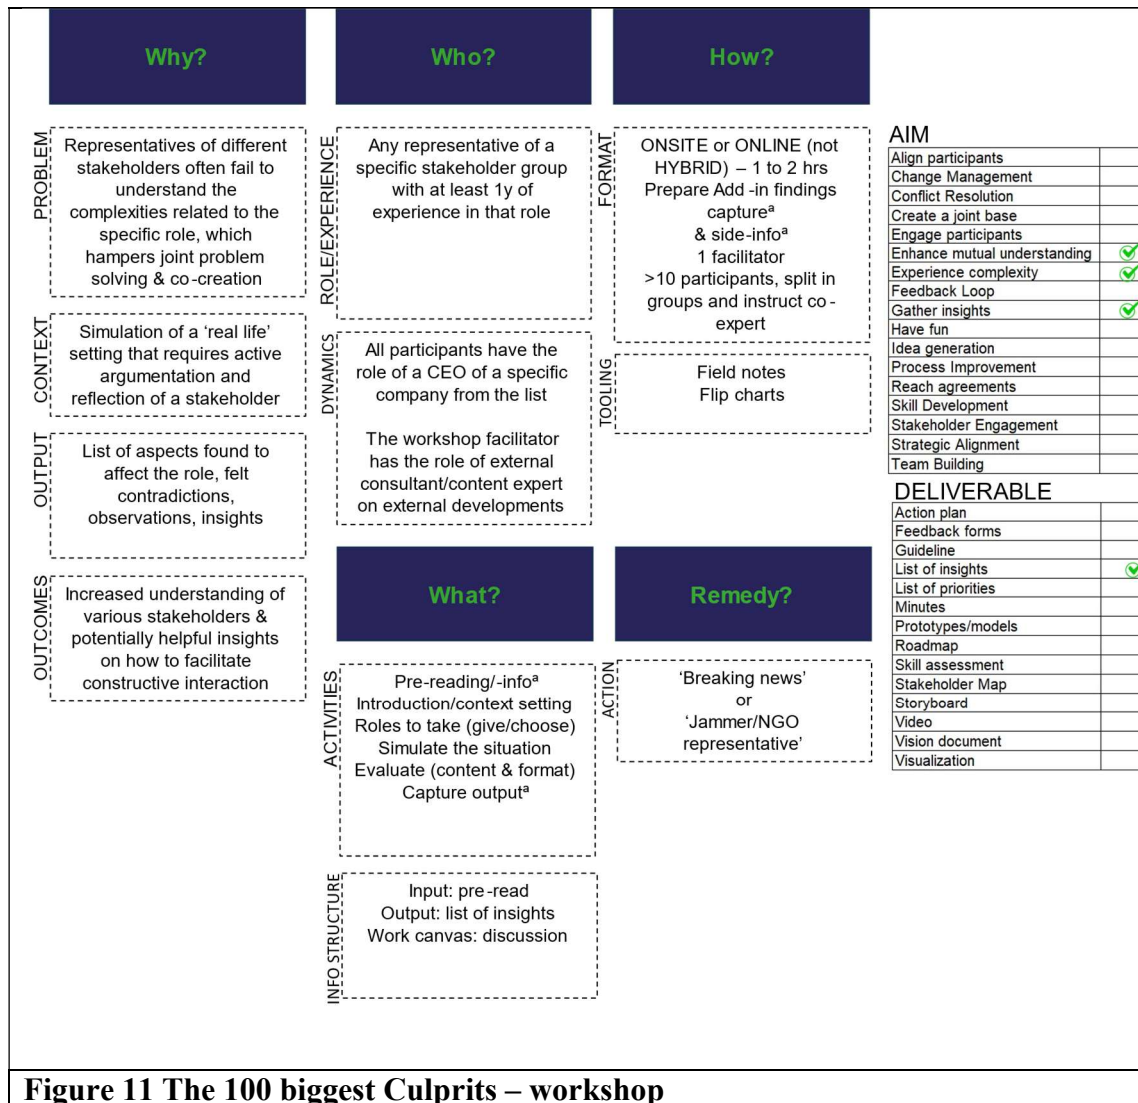 Why?
PROBLEM
Representatives of different
stakeholders often fail to
understand the
complexities related to the
specific role, which
hampers joint problem
solving & co-creation
CONTEXT
Simulation of a ‘real life’
setting that requires active
argumentation and
reflection of a stakeholder
OUTPUT
List of aspects found to
affect the role, felt
contradictions,
observations, insights
OUTCOMES
Increased understanding of
various stakeholders &
potentially helpful insights
on how to facilitate
constructive interaction
Who?
ROLE/EXPERIENCE
Any representative of a
specific stakeholder group
with at least 1y of
experience in that role
DYNAMICS
All participants have the
role of a CEO of a specific
company from the list
The workshop facilitator
has the role of external
consultant/content expert
on external developments
How?
FORMAT
ONSITE or ONLINE (not
HYBRID) – 1 to 2 hrs
Prepare Add-in findings
captureª
& side-infoª
1 facilitator
>10 participants, split in
groups and instruct co-
expert
TOOLING
Field notes
Flip charts
What?
ACTIVITIES
Pre-reading/-infoª
Introduction/context setting
Roles to take (give/choose)
Simulate the situation
Evaluate (content & format)
Capture outputª
INFO STRUCTURE
Input: pre-read
Output: list of insights
Work canvas: discussion
Remedy?
ACTION
‘Breaking news’
or
‘Jammer/NGO
representative’
AIM
Align participants
Change Management
Conflict Resolution
Create a joint base
Engage participants
Enhance mutual understanding
Experience complexity
Feedback Loop
Gather insights
Have fun
Idea generation
Process Improvement
Reach agreements
Skill Development
Stakeholder Engagement
Strategic Alignment
Team Building
DELIVERABLE
Action plan
Feedback forms
Guideline
List of insights
List of priorities
Minutes
Prototypes/models
Roadmap
Skill assessment
Stakeholder Map
Storyboard
Video
Vision document
Visualization
Figure 11 The 100 biggest Culprits – workshop